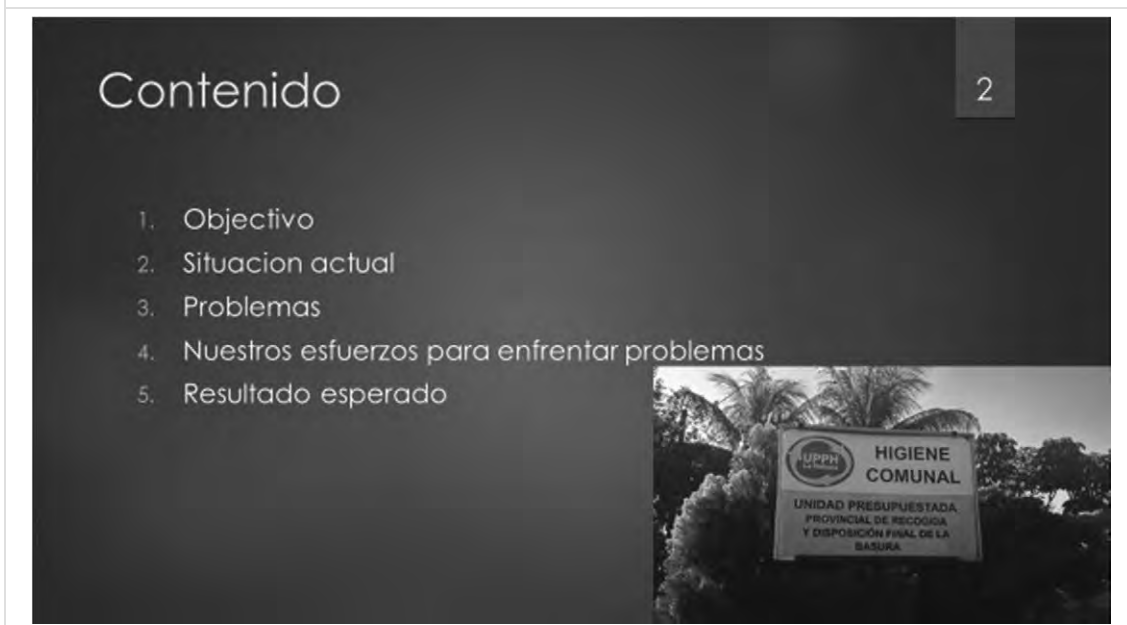 Contenido
2
1. Objectivo
2. Situacion actual
3. Problemas
4. Nuestros esfuerzos para enfrentar problemas
5. Resultado esperado
HIGIENE
COMUNAL
UPPH
UNIDAD PRESUPUESTADA
PROVINCIAL DE RECOGIDA
Y DISPOSICIÓN FINAL DE LA
BASURA